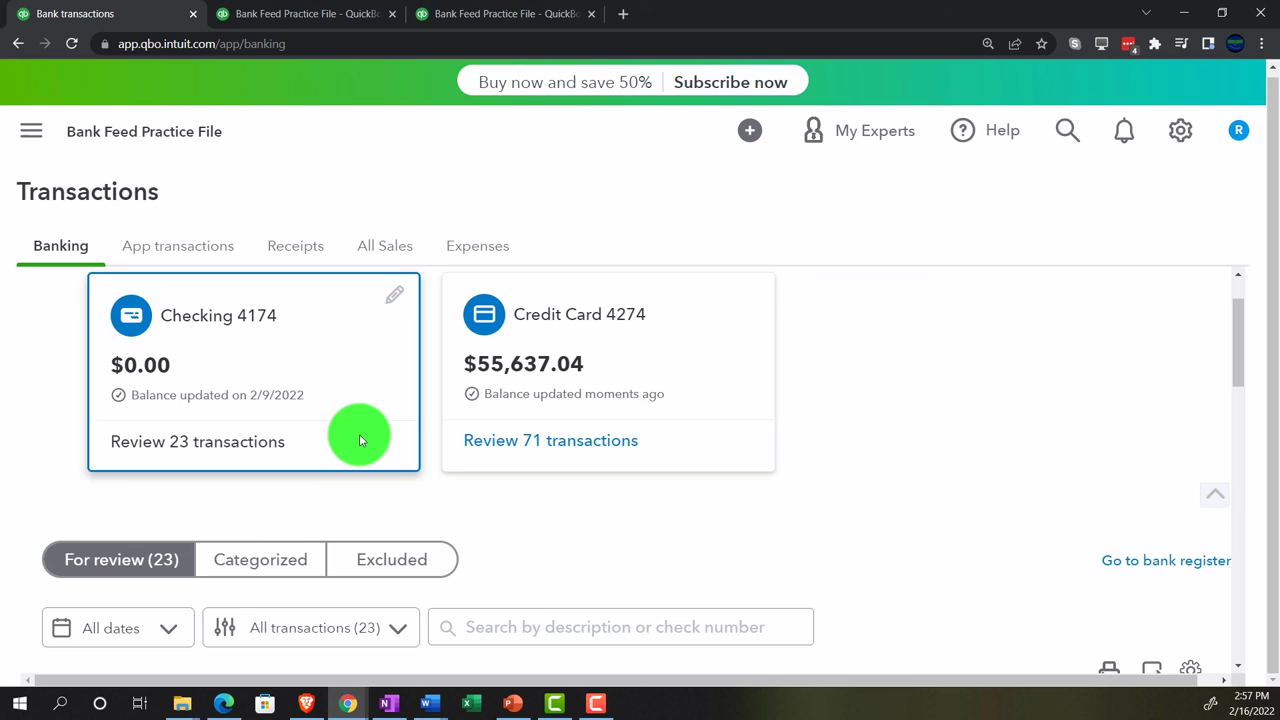 Bank transactions
Bank Feed Practice File - QuickBo
Bank Feed Practice File - QuickBo
app.qbo.intuit.com/app/banking
4
Buy now and save 50%
Subscribe now
Bank Feed Practice File
My Experts
Help
R
Transactions
Banking
App transactions
Receipts
All Sales
Expenses
Checking 4174
$0.00
Balance updated on 2/9/2022
Review 23 transactions
Credit Card 4274
$55,637.04
Balance updated moments ago
Review 71 transactions
For review (23)
Categorized
Excluded
Go to bank register
All dates
All transactions (23)
Search by description or check number
2:57 PM
2/16/2022